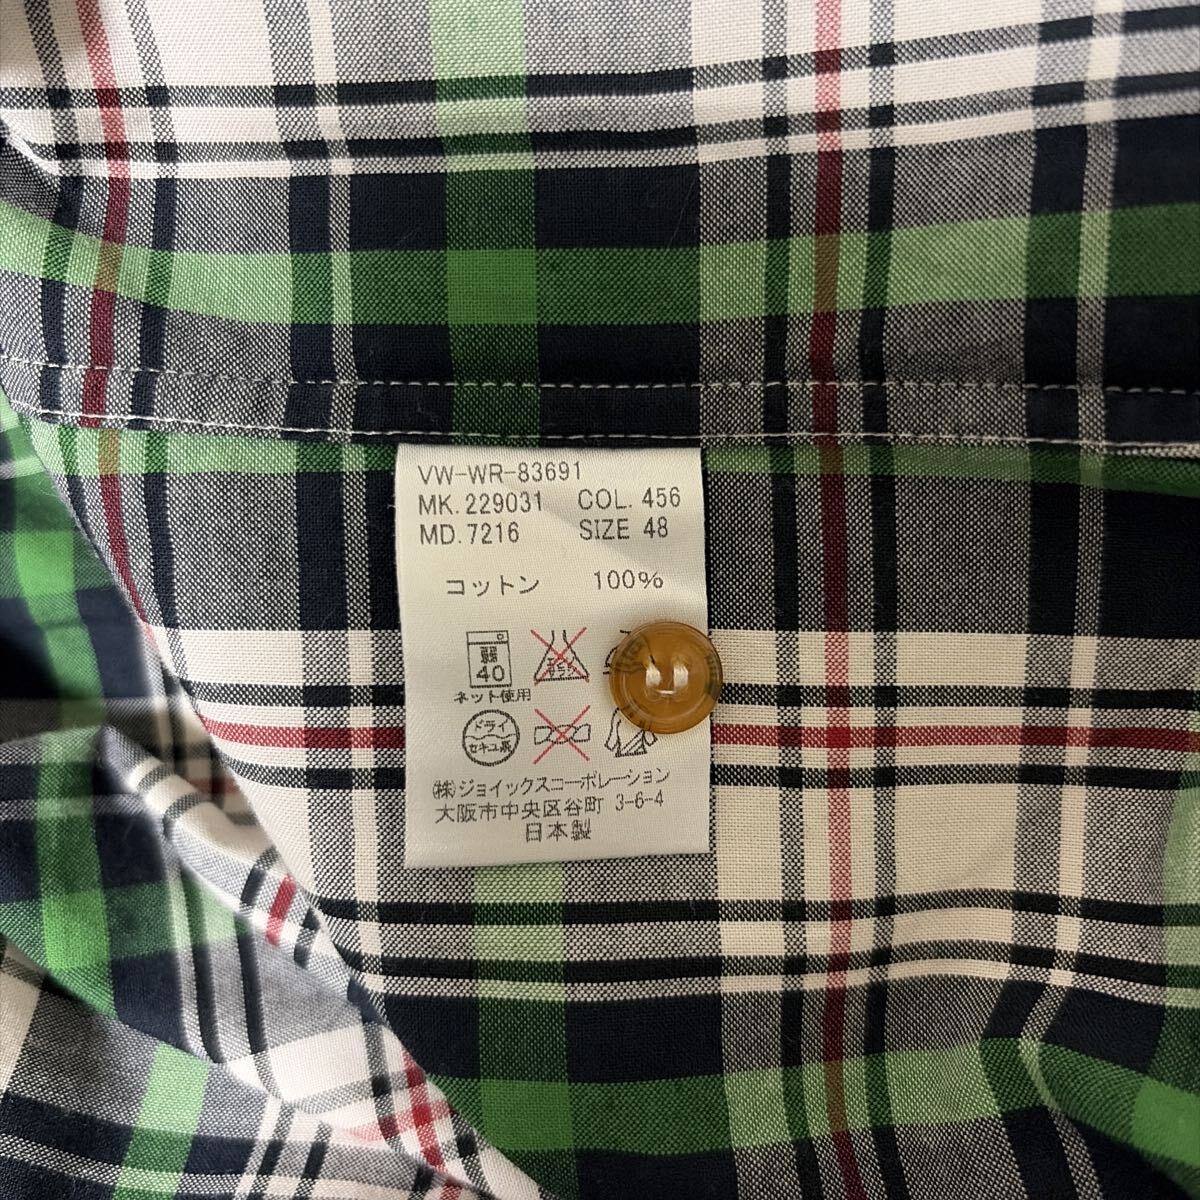 VW-WR-83691
MK.229031 COL.456
MD.7216 SIZE 48
コットン 100%
弱
40
ネット使用
ドライ
セキユ系
㈱ジョイックスコーポレーション
大阪市中央区谷町 3-6-4
日本製